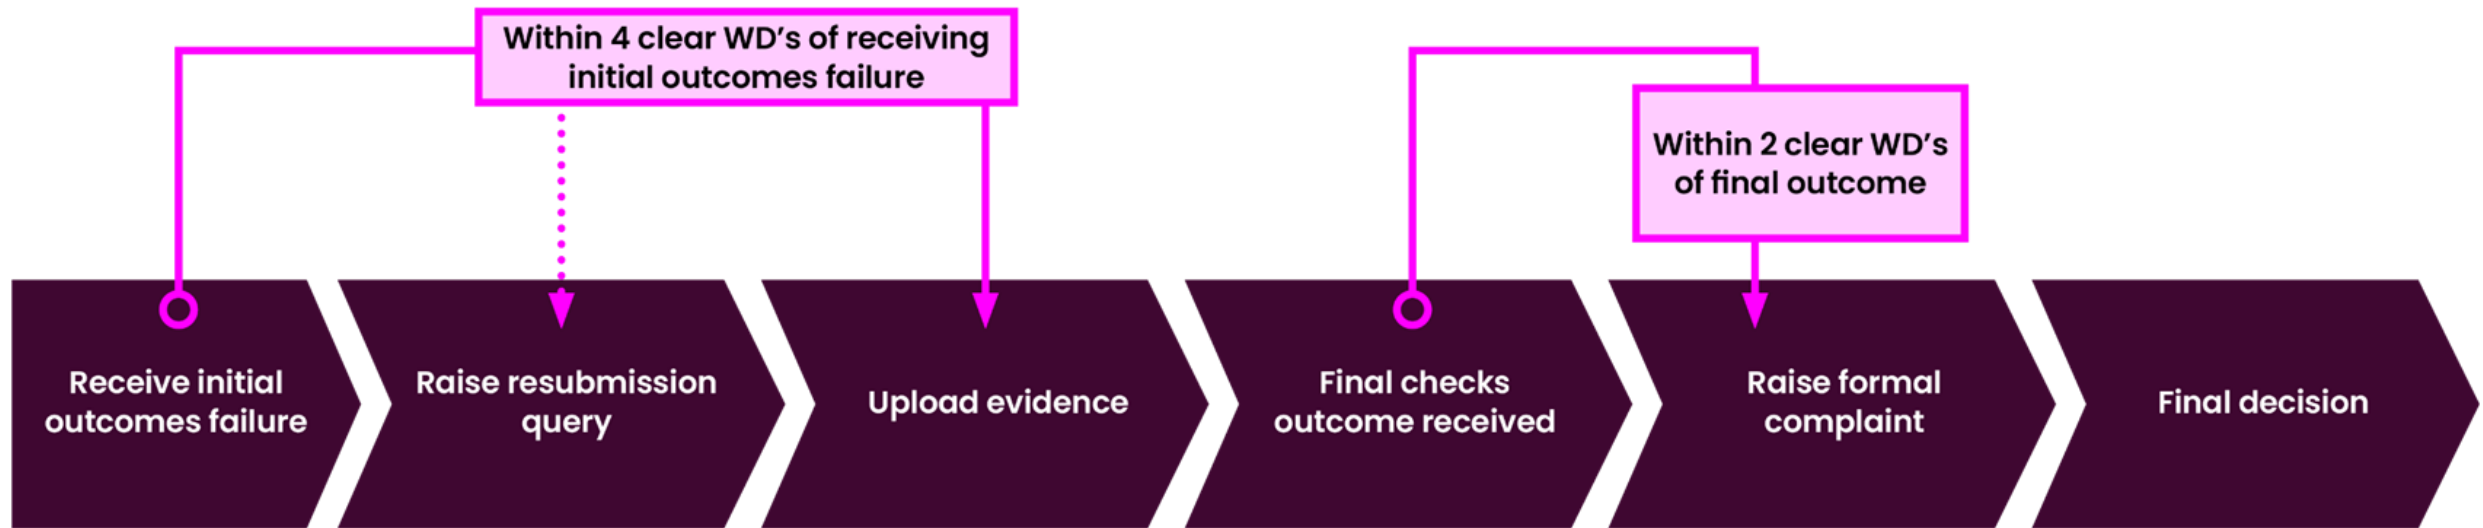 Within 4 clear WD’s of receiving
initial outcomes failure
Within 2 clear WD’s
of final outcome
Receive initial
outcomes failure
Raise resubmission
query
Upload evidence
Final checks
outcome received
Raise formal
complaint
Final decision